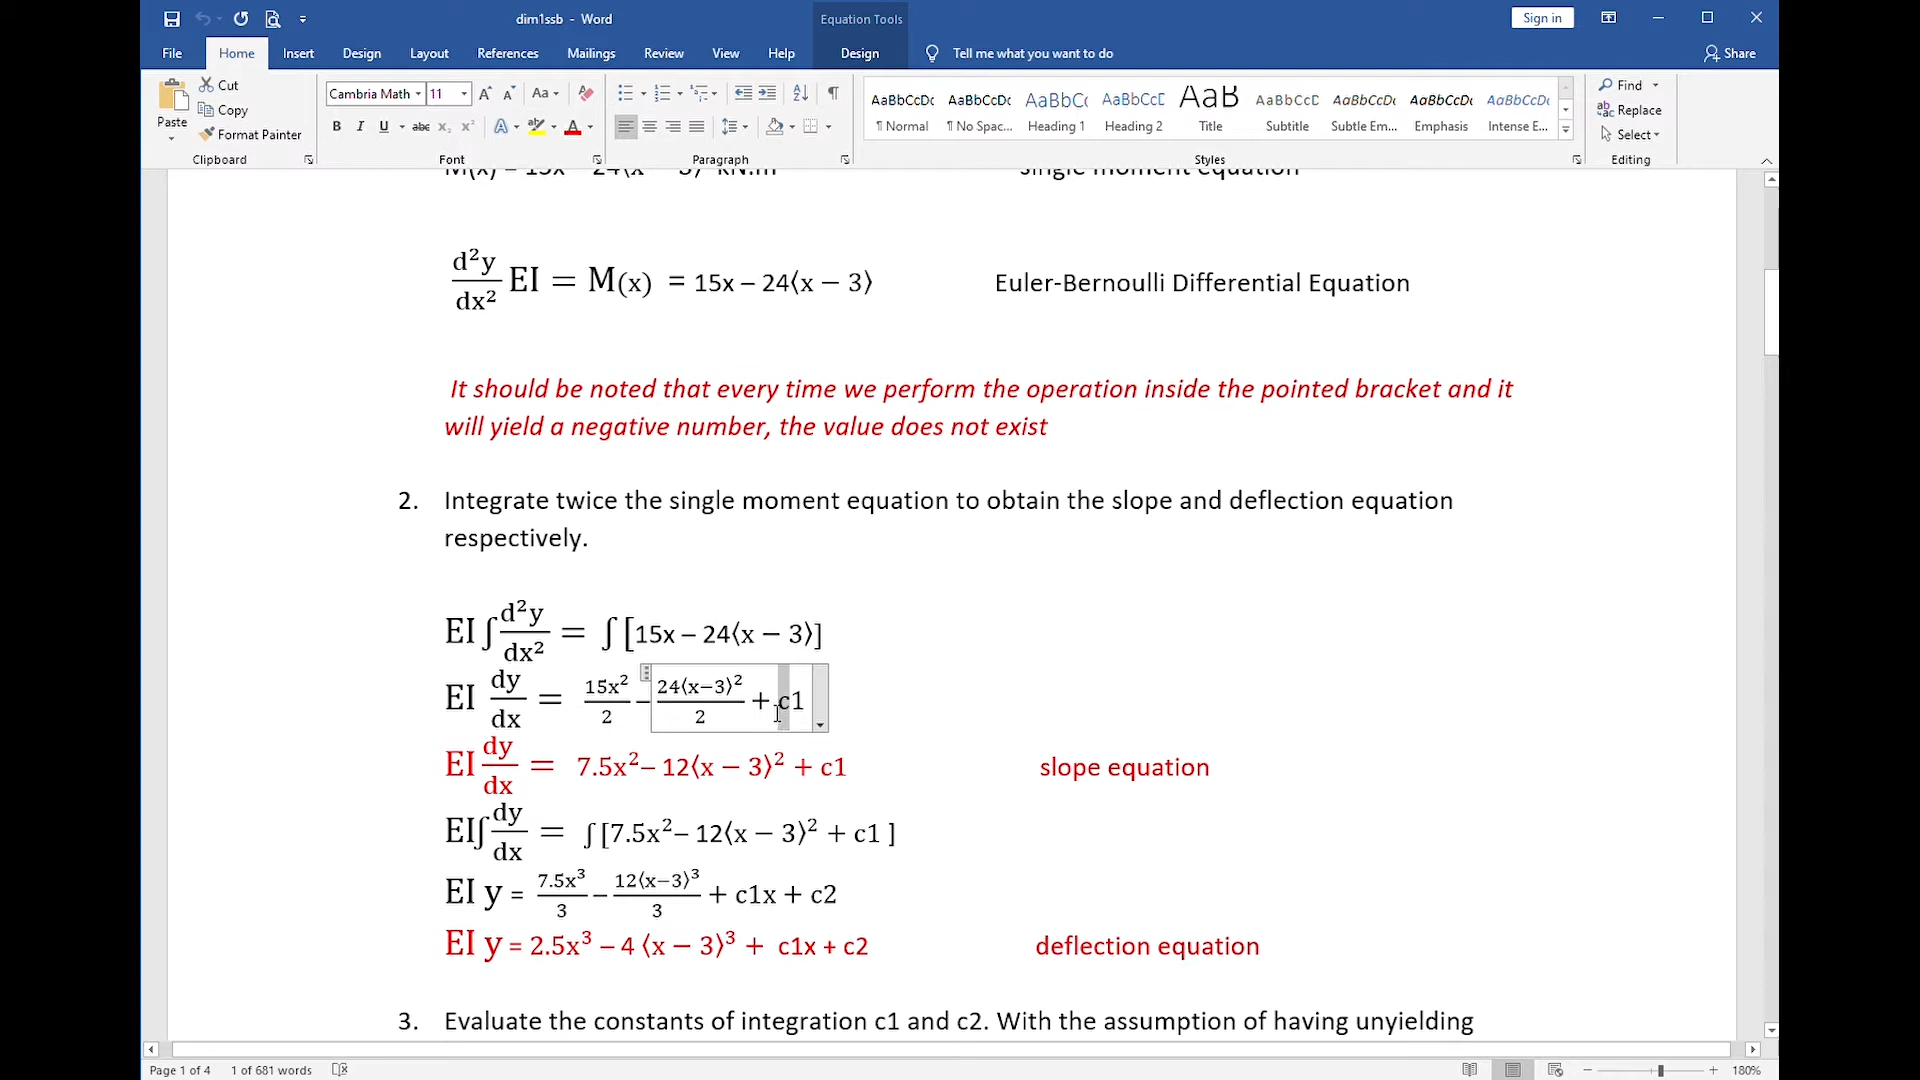 dim1ssb - Word
Equation Tools
Sign in
File Home Insert Design Layout References Mailings Review View Help Design Tell me what you want to do Share
Paste
Cut
Copy
Format Painter
Clipboard
Cambria Math 11
Font
Paragraph
AaBbCcDc AaBbCcDc AaBbCc AaBbCcD AaB AaBbCcD AaBbCcDc AaBbCcDc AaBbCcDc
¶ Normal ¶ No Spac... Heading 1 Heading 2 Title Subtitle Subtle Em... Emphasis Intense E...
Styles
Find
Replace
Select
Editing
M(x) = 15x – 24⟨x – 3⟩ kN.m single moment equation
d²y/dx² EI = M(x) = 15x – 24⟨x − 3⟩ Euler-Bernoulli Differential Equation
It should be noted that every time we perform the operation inside the pointed bracket and it
will yield a negative number, the value does not exist
2. Integrate twice the single moment equation to obtain the slope and deflection equation
respectively.
EI ∫ d²y/dx² = ∫ [15x – 24⟨x − 3⟩]
EI dy/dx = 15x²/2 − 24⟨x−3⟩²/2 + c1
EI dy/dx = 7.5x² – 12⟨x − 3⟩² + c1 slope equation
EI∫ dy/dx = ∫ [7.5x² – 12⟨x − 3⟩² + c1 ]
EI y = 7.5x³/3 − 12⟨x−3⟩³/3 + c1x + c2
EI y = 2.5x³ – 4 ⟨x − 3⟩³ + c1x + c2 deflection equation
3. Evaluate the constants of integration c1 and c2. With the assumption of having unyielding
Page 1 of 4 1 of 681 words 180%